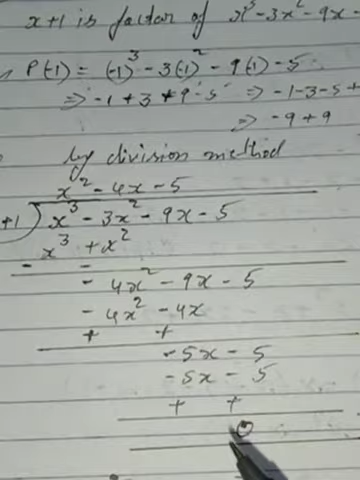 x+1 is factor of x³-3x²-9x-
P(-1) = (-1)³-3(-1)²-9(1)-5
=> -1+3+9-5 => -1-3-5+
=> -9+9
by division method
x²-4x-5
+1) x³-3x²-9x-5
x³+x²
- -
-4x²-9x-5
-4x²-4x
+ +
-5x-5
-5x-5
+ +
0